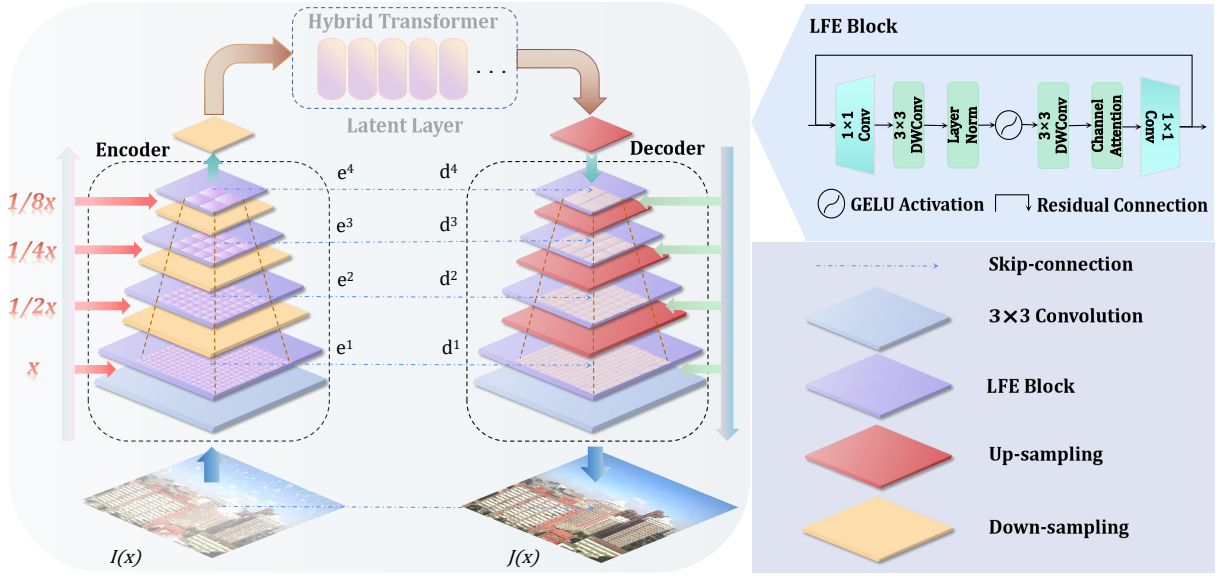 Hybrid Transformer
. . .
Latent Layer
Encoder
Decoder
e4
d4
1/8x
e3
d3
1/4x
e2
d2
1/2x
e1
d1
x
I(x)
J(x)
LFE Block
1×1
Conv
3×3
DWConv
Layer
Norm
3×3
DWConv
Channel
Attention
1×1
Conv
GELU Activation
Residual Connection
Skip-connection
3×3 Convolution
LFE Block
Up-sampling
Down-sampling